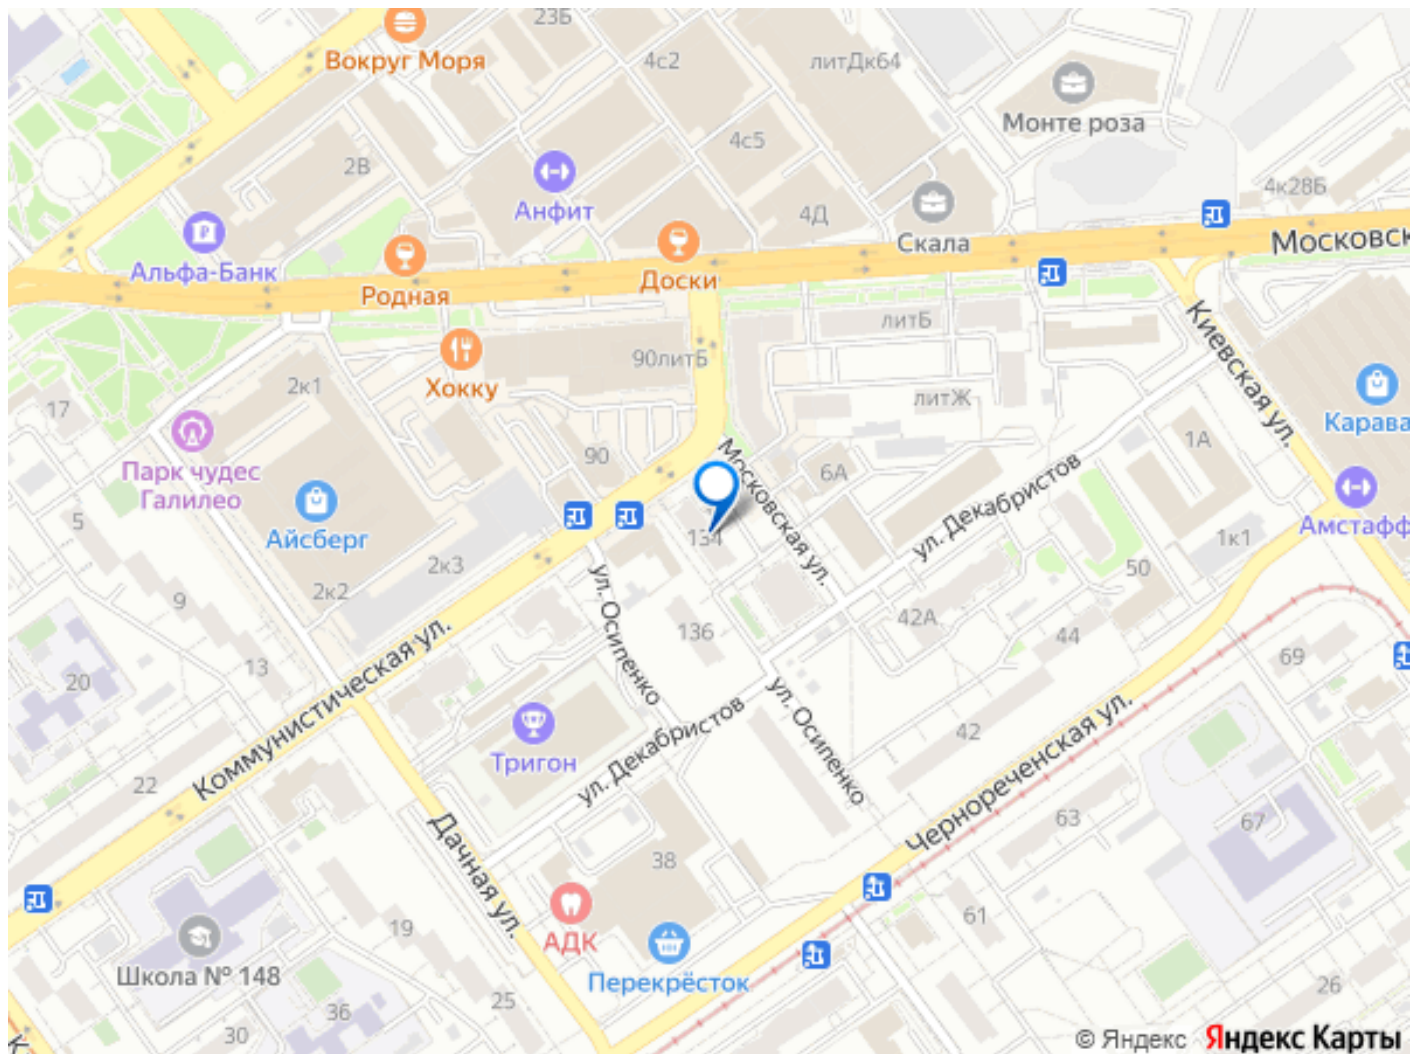 23Б
Вокруг Моря
4с2
литДк64
Монте роза
4с5
2В
Анфит
4Д
4к28Б
Скала
Альфа-Банк
Родная
Доски
Московск
литБ
Киевская ул.
90литБ
Хокку
2к1
17
литЖ
Карава
Парк чудес
Галилео
90
Московская ул.
6А
1А
ул. Декабристов
5
Айсберг
134
Амстафф
1к1
2к3
2к2
50
9
ул. Осипенко
42А
136
44
69
13
20
Коммунистическая ул.
ул. Осипенко
Тригон
ул. Декабристов
42
Чернореченская ул.
22
63
67
Дачная ул.
38
61
19
АДК
Школа № 148
Перекрёсток
25
36
26
30
К
© Яндекс Яндекс Карты